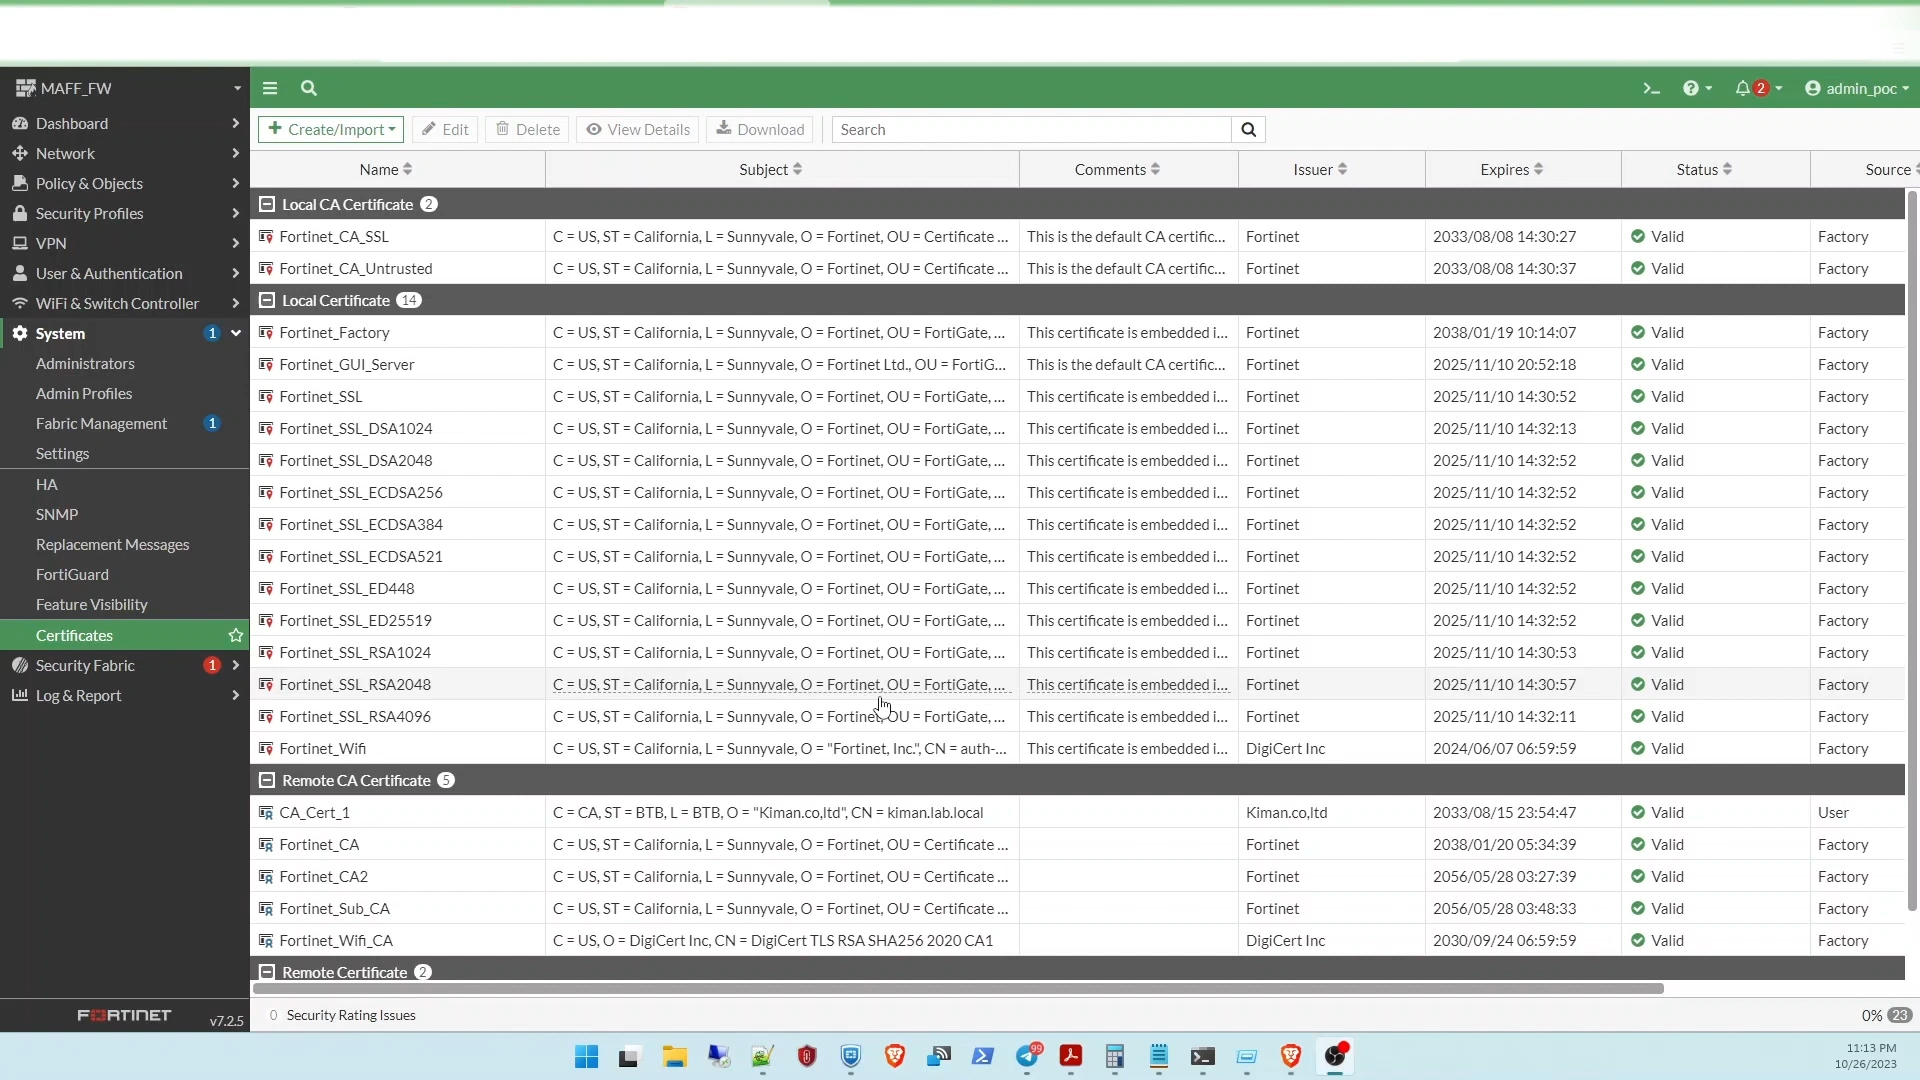 MAFF_FW
2
admin_poc
Dashboard
Network
Policy & Objects
Security Profiles
VPN
User & Authentication
WiFi & Switch Controller
System 1
Administrators
Admin Profiles
Fabric Management 1
Settings
HA
SNMP
Replacement Messages
FortiGuard
Feature Visibility
Certificates
Security Fabric 1
Log & Report
FORTINET v7.2.5
Create/Import Edit Delete View Details Download Search
Name Subject Comments Issuer Expires Status Source
Local CA Certificate 2
Fortinet_CA_SSL C = US, ST = California, L = Sunnyvale, O = Fortinet, OU = Certificate ... This is the default CA certific... Fortinet 2033/08/08 14:30:27 Valid Factory
Fortinet_CA_Untrusted C = US, ST = California, L = Sunnyvale, O = Fortinet, OU = Certificate ... This is the default CA certific... Fortinet 2033/08/08 14:30:37 Valid Factory
Local Certificate 14
Fortinet_Factory C = US, ST = California, L = Sunnyvale, O = Fortinet, OU = FortiGate, ... This certificate is embedded i... Fortinet 2038/01/19 10:14:07 Valid Factory
Fortinet_GUI_Server C = US, ST = California, L = Sunnyvale, O = Fortinet Ltd., OU = FortiG... This is the default CA certific... Fortinet 2025/11/10 20:52:18 Valid Factory
Fortinet_SSL C = US, ST = California, L = Sunnyvale, O = Fortinet, OU = FortiGate, ... This certificate is embedded i... Fortinet 2025/11/10 14:30:52 Valid Factory
Fortinet_SSL_DSA1024 C = US, ST = California, L = Sunnyvale, O = Fortinet, OU = FortiGate, ... This certificate is embedded i... Fortinet 2025/11/10 14:32:13 Valid Factory
Fortinet_SSL_DSA2048 C = US, ST = California, L = Sunnyvale, O = Fortinet, OU = FortiGate, ... This certificate is embedded i... Fortinet 2025/11/10 14:32:52 Valid Factory
Fortinet_SSL_ECDSA256 C = US, ST = California, L = Sunnyvale, O = Fortinet, OU = FortiGate, ... This certificate is embedded i... Fortinet 2025/11/10 14:32:52 Valid Factory
Fortinet_SSL_ECDSA384 C = US, ST = California, L = Sunnyvale, O = Fortinet, OU = FortiGate, ... This certificate is embedded i... Fortinet 2025/11/10 14:32:52 Valid Factory
Fortinet_SSL_ECDSA521 C = US, ST = California, L = Sunnyvale, O = Fortinet, OU = FortiGate, ... This certificate is embedded i... Fortinet 2025/11/10 14:32:52 Valid Factory
Fortinet_SSL_ED448 C = US, ST = California, L = Sunnyvale, O = Fortinet, OU = FortiGate, ... This certificate is embedded i... Fortinet 2025/11/10 14:32:52 Valid Factory
Fortinet_SSL_ED25519 C = US, ST = California, L = Sunnyvale, O = Fortinet, OU = FortiGate, ... This certificate is embedded i... Fortinet 2025/11/10 14:32:52 Valid Factory
Fortinet_SSL_RSA1024 C = US, ST = California, L = Sunnyvale, O = Fortinet, OU = FortiGate, ... This certificate is embedded i... Fortinet 2025/11/10 14:30:53 Valid Factory
Fortinet_SSL_RSA2048 C = US, ST = California, L = Sunnyvale, O = Fortinet, OU = FortiGate, ... This certificate is embedded i... Fortinet 2025/11/10 14:30:57 Valid Factory
Fortinet_SSL_RSA4096 C = US, ST = California, L = Sunnyvale, O = Fortinet, OU = FortiGate, ... This certificate is embedded i... Fortinet 2025/11/10 14:32:11 Valid Factory
Fortinet_Wifi C = US, ST = California, L = Sunnyvale, O = "Fortinet, Inc.", CN = auth-... This certificate is embedded i... DigiCert Inc 2024/06/07 06:59:59 Valid Factory
Remote CA Certificate 5
CA_Cert_1 C = CA, ST = BTB, L = BTB, O = "Kiman.co,ltd", CN = kiman.lab.local Kiman.co,ltd 2033/08/15 23:54:47 Valid User
Fortinet_CA C = US, ST = California, L = Sunnyvale, O = Fortinet, OU = Certificate ... Fortinet 2038/01/20 05:34:39 Valid Factory
Fortinet_CA2 C = US, ST = California, L = Sunnyvale, O = Fortinet, OU = Certificate ... Fortinet 2056/05/28 03:27:39 Valid Factory
Fortinet_Sub_CA C = US, ST = California, L = Sunnyvale, O = Fortinet, OU = Certificate ... Fortinet 2056/05/28 03:48:33 Valid Factory
Fortinet_Wifi_CA C = US, O = DigiCert Inc, CN = DigiCert TLS RSA SHA256 2020 CA1 DigiCert Inc 2030/09/24 06:59:59 Valid Factory
Remote Certificate 2
0 Security Rating Issues 0% 23
99
11:13 PM
10/26/2023